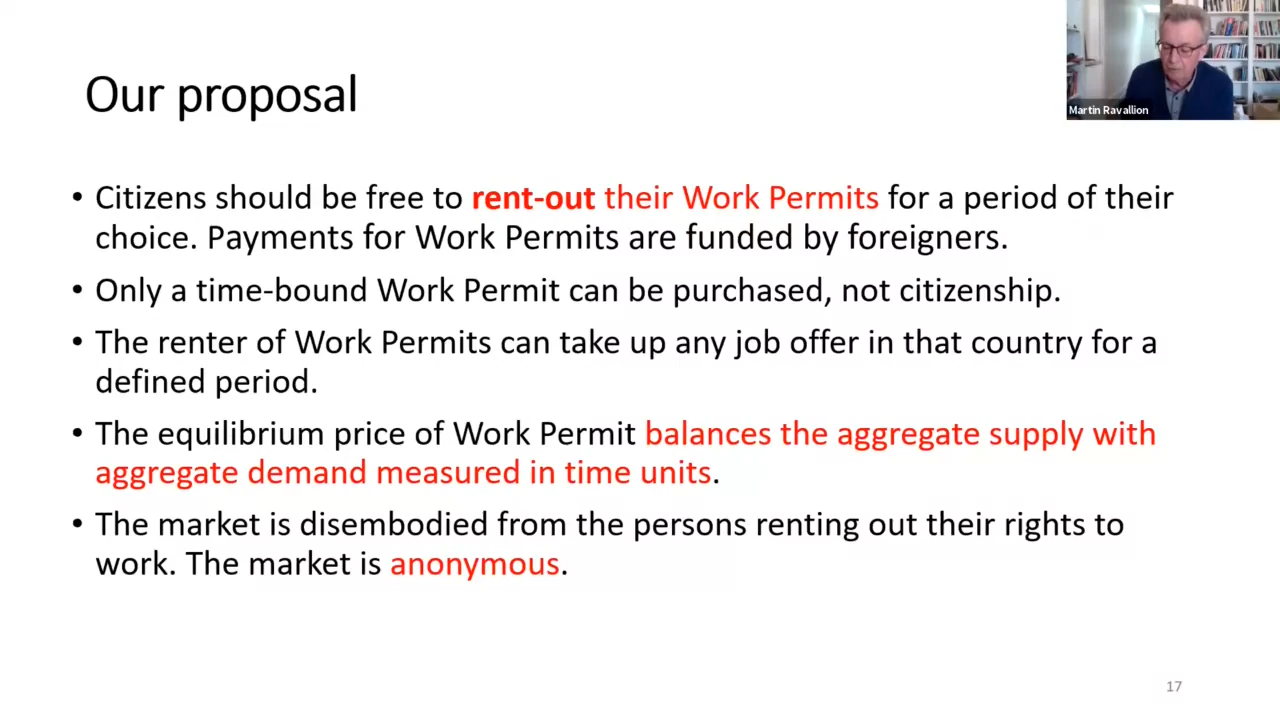 Our proposal
Martin Ravallion
• Citizens should be free to rent-out their Work Permits for a period of their
choice. Payments for Work Permits are funded by foreigners.
• Only a time-bound Work Permit can be purchased, not citizenship.
• The renter of Work Permits can take up any job offer in that country for a
defined period.
• The equilibrium price of Work Permit balances the aggregate supply with
aggregate demand measured in time units.
• The market is disembodied from the persons renting out their rights to
work. The market is anonymous.
17